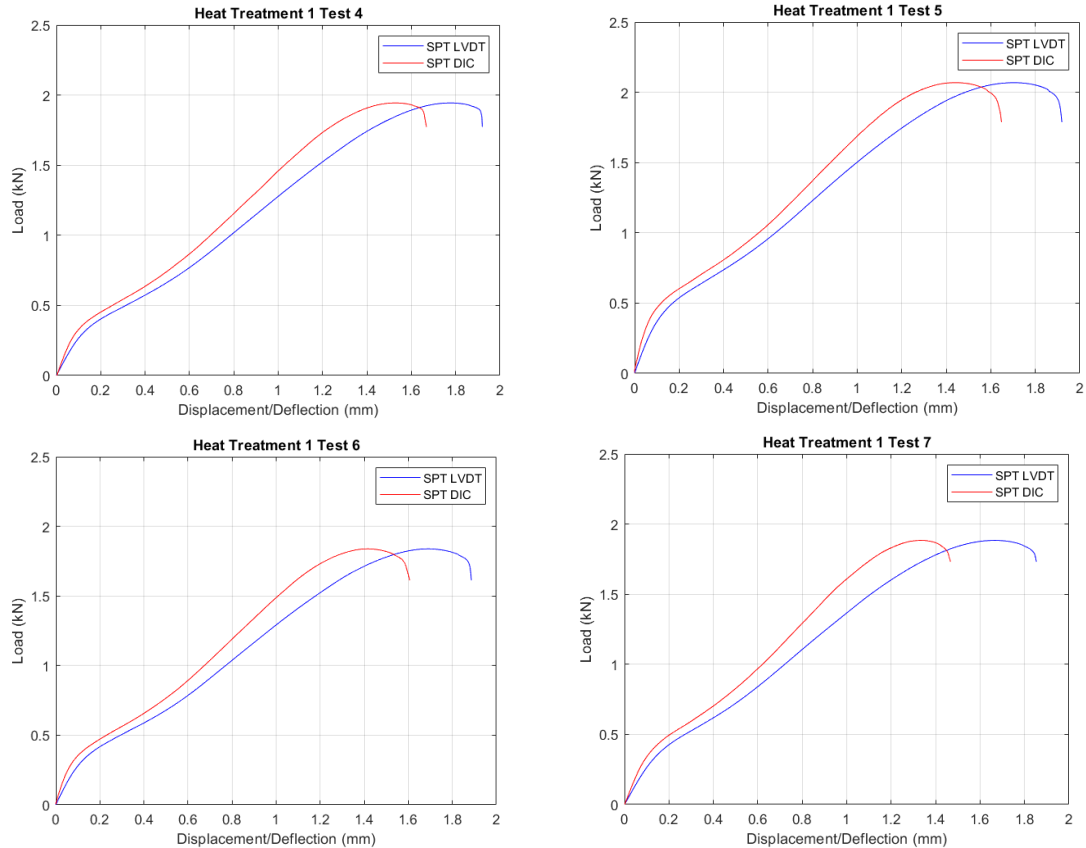 Heat Treatment 1 Test 4
2.5
2
1.5
1
0.5
0
Load (kN)
SPT LVDT
SPT DIC
0 0.2 0.4 0.6 0.8 1 1.2 1.4 1.6 1.8 2
Displacement/Deflection (mm)
Heat Treatment 1 Test 5
2.5
2
1.5
1
0.5
0
Load (kN)
SPT LVDT
SPT DIC
0 0.2 0.4 0.6 0.8 1 1.2 1.4 1.6 1.8 2
Displacement/Deflection (mm)
Heat Treatment 1 Test 6
2.5
2
1.5
1
0.5
0
Load (kN)
SPT LVDT
SPT DIC
0 0.2 0.4 0.6 0.8 1 1.2 1.4 1.6 1.8 2
Displacement/Deflection (mm)
Heat Treatment 1 Test 7
2.5
2
1.5
1
0.5
0
Load (kN)
SPT LVDT
SPT DIC
0 0.2 0.4 0.6 0.8 1 1.2 1.4 1.6 1.8 2
Displacement/Deflection (mm)